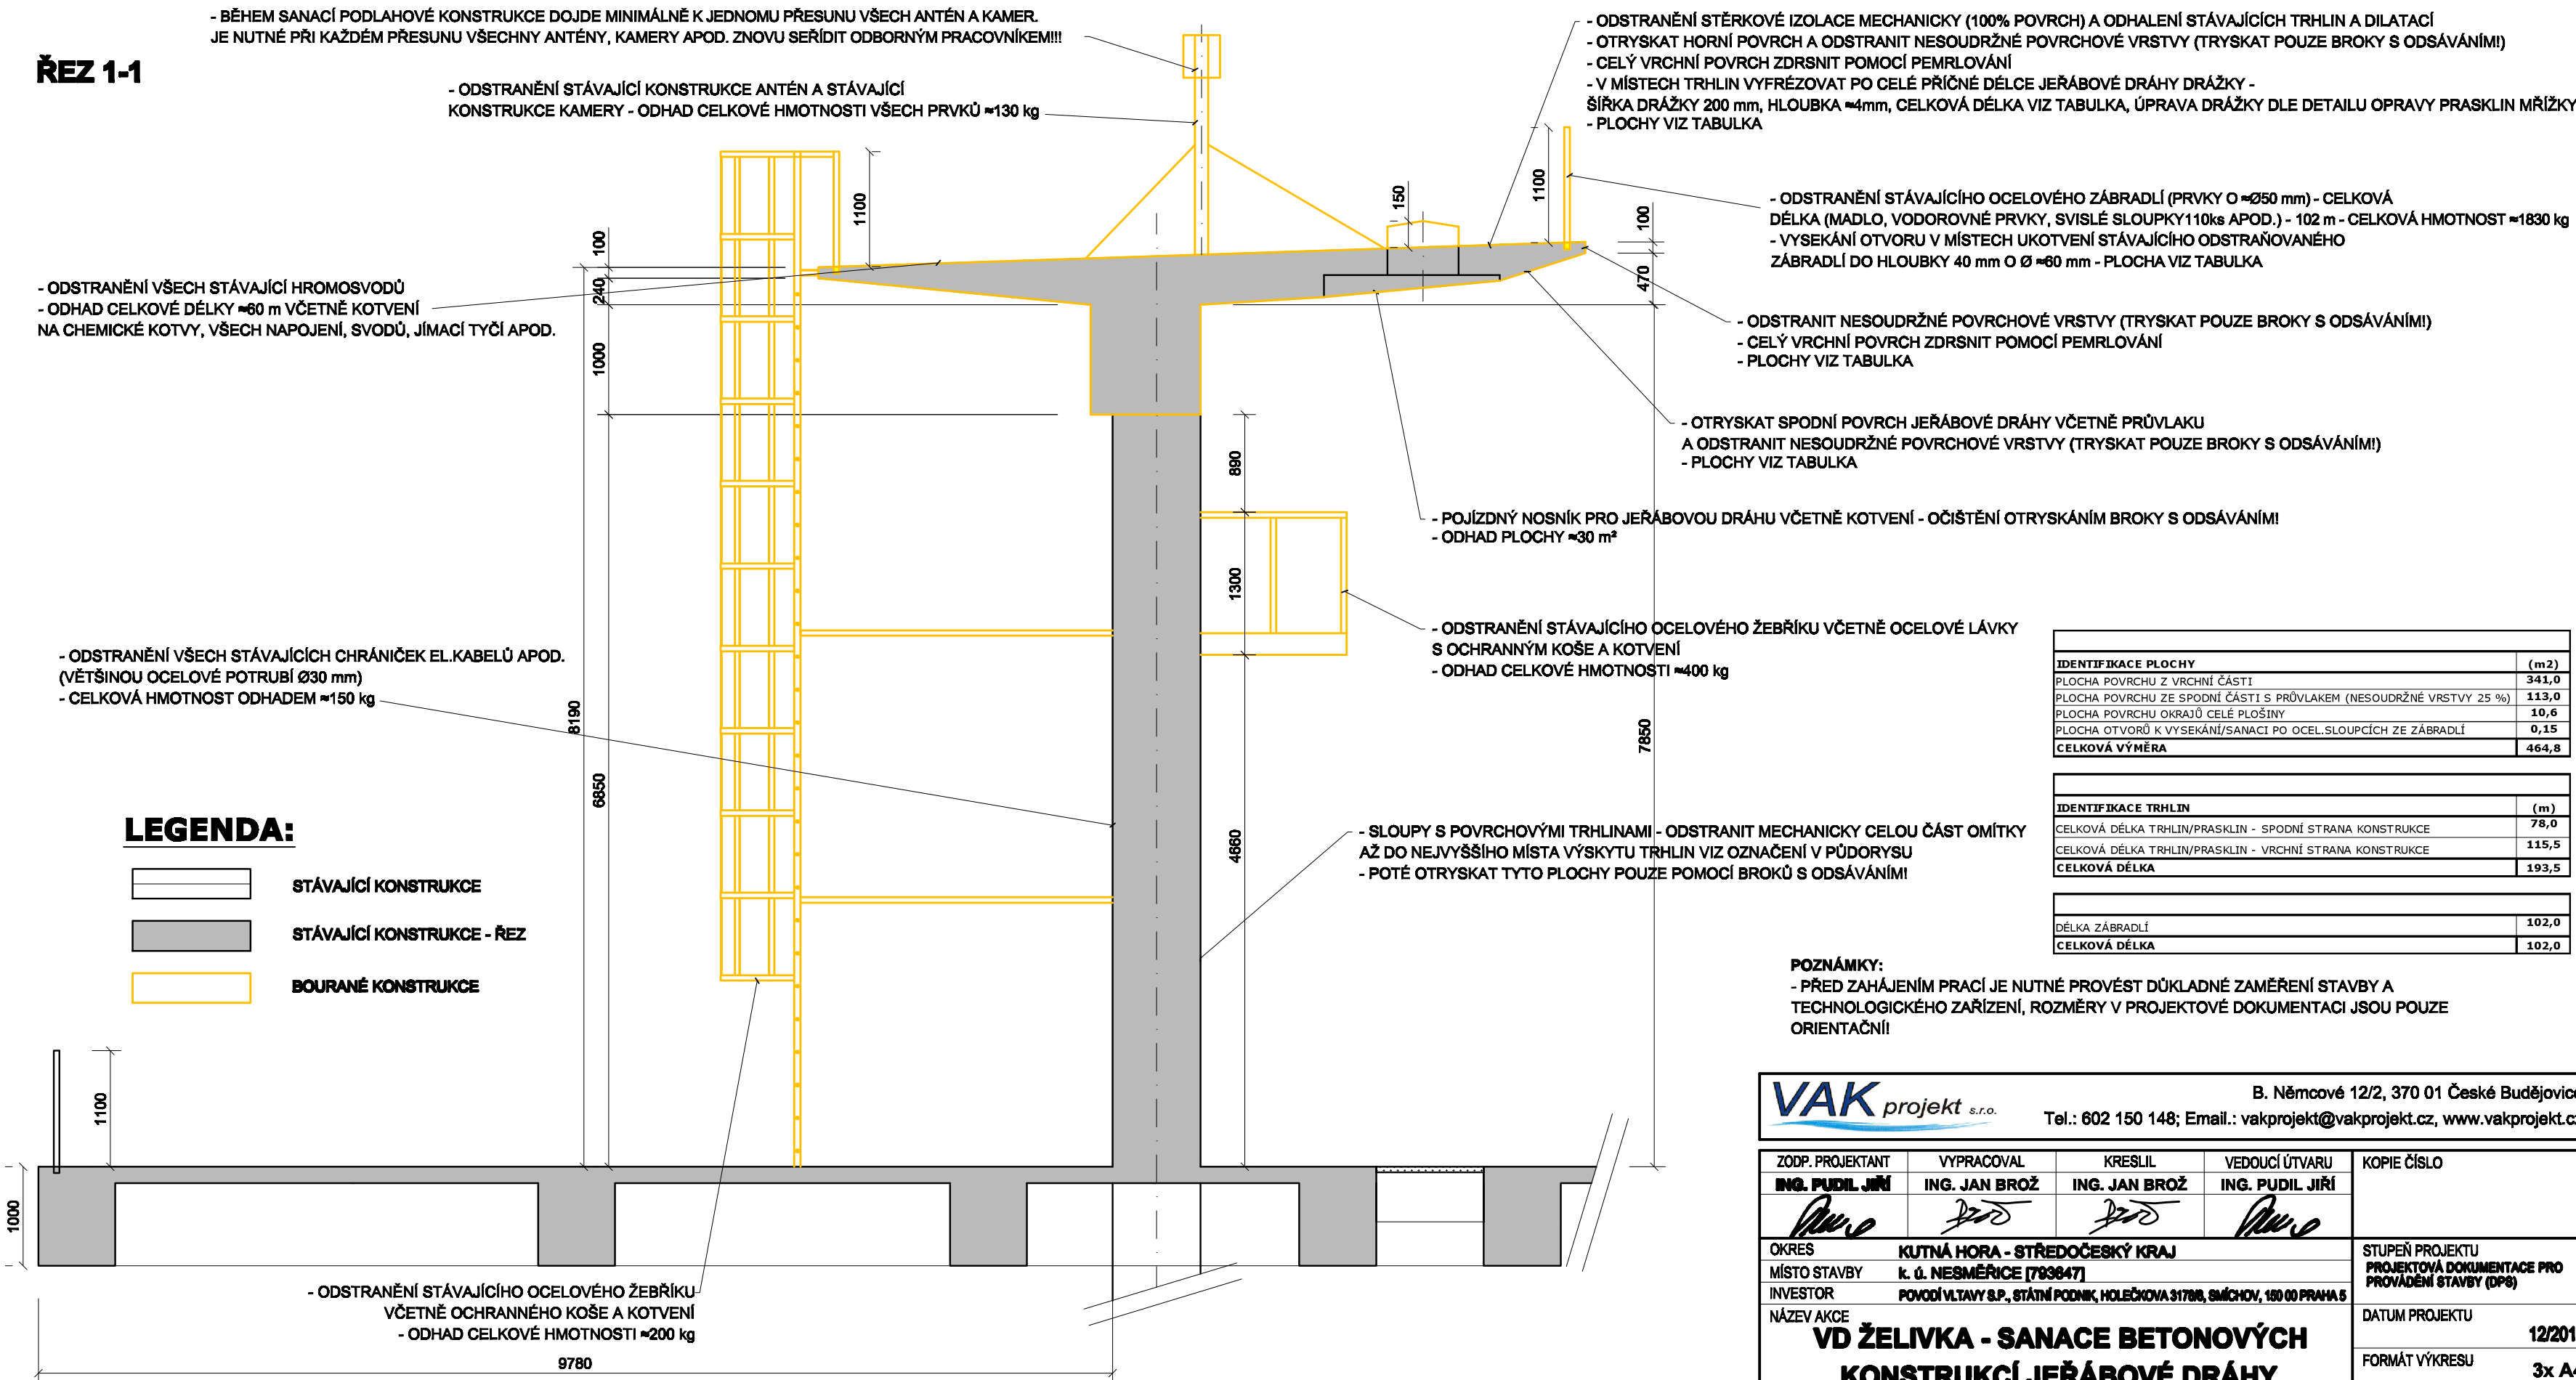 - BĚHEM SANACÍ PODLAHOVÉ KONSTRUKCE DOJDE MINIMÁLNĚ K JEDNOMU PŘESUNU VŠECH ANTÉN A KAMER.
JE NUTNÉ PŘI KAŽDÉM PŘESUNU VŠECHNY ANTÉNY, KAMERY APOD. ZNOVU SEŘÍDIT ODBORNÝM PRACOVNÍKEM!!!
ŘEZ 1-1
- ODSTRANĚNÍ STÁVAJÍCÍ KONSTRUKCE ANTÉN A STÁVAJÍCÍ
KONSTRUKCE KAMERY - ODHAD CELKOVÉ HMOTNOSTI VŠECH PRVKŮ ≈130 kg
- ODSTRANĚNÍ STĚRKOVÉ IZOLACE MECHANICKY (100% POVRCH) A ODHALENÍ STÁVAJÍCÍCH TRHLIN A DILATACÍ
- OTRYSKAT HORNÍ POVRCH A ODSTRANIT NESOUDRŽNÉ POVRCHOVÉ VRSTVY (TRYSKAT POUZE BROKY S ODSÁVÁNÍM!)
- CELÝ VRCHNÍ POVRCH ZDRSNIT POMOCÍ PEMRLOVÁNÍ
- V MÍSTECH TRHLIN VYFRÉZOVAT PO CELÉ PŘÍČNÉ DÉLCE JEŘÁBOVÉ DRÁHY DRÁŽKY -
ŠÍŘKA DRÁŽKY 200 mm, HLOUBKA ≈4mm, CELKOVÁ DÉLKA VIZ TABULKA, ÚPRAVA DRÁŽKY DLE DETAILU OPRAVY PRASKLIN MŘÍŽKY
- PLOCHY VIZ TABULKA
- ODSTRANĚNÍ STÁVAJÍCÍHO OCELOVÉHO ZÁBRADLÍ (PRVKY O ≈Ø50 mm) - CELKOVÁ
DÉLKA (MADLO, VODOROVNÉ PRVKY, SVISLÉ SLOUPKY110ks APOD.) - 102 m - CELKOVÁ HMOTNOST ≈1830 kg
- VYSEKÁNÍ OTVORU V MÍSTECH UKOTVENÍ STÁVAJÍCÍHO ODSTRAŇOVANÉHO
ZÁBRADLÍ DO HLOUBKY 40 mm O Ø ≈60 mm - PLOCHA VIZ TABULKA
1100
150
1100
100
470
100
240
1000
- ODSTRANĚNÍ VŠECH STÁVAJÍCÍ HROMOSVODŮ
- ODHAD CELKOVÉ DÉLKY ≈60 m VČETNĚ KOTVENÍ
NA CHEMICKÉ KOTVY, VŠECH NAPOJENÍ, SVODŮ, JÍMACÍ TYČÍ APOD.
- ODSTRANIT NESOUDRŽNÉ POVRCHOVÉ VRSTVY (TRYSKAT POUZE BROKY S ODSÁVÁNÍM!)
- CELÝ VRCHNÍ POVRCH ZDRSNIT POMOCÍ PEMRLOVÁNÍ
- PLOCHY VIZ TABULKA
- OTRYSKAT SPODNÍ POVRCH JEŘÁBOVÉ DRÁHY VČETNĚ PRŮVLAKU
A ODSTRANIT NESOUDRŽNÉ POVRCHOVÉ VRSTVY (TRYSKAT POUZE BROKY S ODSÁVÁNÍM!)
- PLOCHY VIZ TABULKA
890
1300
4660
7850
8190
6850
- POJÍZDNÝ NOSNÍK PRO JEŘÁBOVOU DRÁHU VČETNĚ KOTVENÍ - OČIŠTĚNÍ OTRYSKÁNÍM BROKY S ODSÁVÁNÍM!
- ODHAD PLOCHY ≈30 m²
- ODSTRANĚNÍ STÁVAJÍCÍHO OCELOVÉHO ŽEBŘÍKU VČETNĚ OCELOVÉ LÁVKY
S OCHRANNÝM KOŠE A KOTVENÍ
- ODHAD CELKOVÉ HMOTNOSTI ≈400 kg
- ODSTRANĚNÍ VŠECH STÁVAJÍCÍCH CHRÁNIČEK EL.KABELŮ APOD.
(VĚTŠINOU OCELOVÉ POTRUBÍ Ø30 mm)
- CELKOVÁ HMOTNOST ODHADEM ≈150 kg
IDENTIFIKACE PLOCHY (m2)
PLOCHA POVRCHU Z VRCHNÍ ČÁSTI 341,0
PLOCHA POVRCHU ZE SPODNÍ ČÁSTI S PRŮVLAKEM (NESOUDRŽNÉ VRSTVY 25 %) 113,0
PLOCHA POVRCHU OKRAJŮ CELÉ PLOŠINY 10,6
PLOCHA OTVORŮ K VYSEKÁNÍ/SANACI PO OCEL.SLOUPCÍCH ZE ZÁBRADLÍ 0,15
CELKOVÁ VÝMĚRA 464,8
IDENTIFIKACE TRHLIN (m)
CELKOVÁ DÉLKA TRHLIN/PRASKLIN - SPODNÍ STRANA KONSTRUKCE 78,0
CELKOVÁ DÉLKA TRHLIN/PRASKLIN - VRCHNÍ STRANA KONSTRUKCE 115,5
CELKOVÁ DÉLKA 193,5
DÉLKA ZÁBRADLÍ 102,0
CELKOVÁ DÉLKA 102,0
- SLOUPY S POVRCHOVÝMI TRHLINAMI - ODSTRANIT MECHANICKY CELOU ČÁST OMÍTKY
AŽ DO NEJVYŠŠÍHO MÍSTA VÝSKYTU TRHLIN VIZ OZNAČENÍ V PŮDORYSU
- POTÉ OTRYSKAT TYTO PLOCHY POUZE POMOCÍ BROKŮ S ODSÁVÁNÍM!
LEGENDA:
STÁVAJÍCÍ KONSTRUKCE
STÁVAJÍCÍ KONSTRUKCE - ŘEZ
BOURANÉ KONSTRUKCE
POZNÁMKY:
- PŘED ZAHÁJENÍM PRACÍ JE NUTNÉ PROVÉST DŮKLADNÉ ZAMĚŘENÍ STAVBY A
TECHNOLOGICKÉHO ZAŘÍZENÍ, ROZMĚRY V PROJEKTOVÉ DOKUMENTACI JSOU POUZE
ORIENTAČNÍ!
1100
1000
- ODSTRANĚNÍ STÁVAJÍCÍHO OCELOVÉHO ŽEBŘÍKU
VČETNĚ OCHRANNÉHO KOŠE A KOTVENÍ
- ODHAD CELKOVÉ HMOTNOSTI ≈200 kg
9780
VAK projekt s.r.o.
B. Němcové 12/2, 370 01 České Budějovice
Tel.: 602 150 148; Email.: vakprojekt@vakprojekt.cz, www.vakprojekt.cz
ZODP. PROJEKTANT VYPRACOVAL KRESLIL VEDOUCÍ ÚTVARU KOPIE ČÍSLO
ING. PUDIL JIŘÍ ING. JAN BROŽ ING. JAN BROŽ ING. PUDIL JIŘÍ
OKRES KUTNÁ HORA - STŘEDOČESKÝ KRAJ
MÍSTO STAVBY k. ú. NESMĚŘICE [793647]
INVESTOR POVODÍ VLTAVY S.P., STÁTNÍ PODNIK, HOLEČKOVA 3178/8, SMÍCHOV, 150 00 PRAHA 5
NÁZEV AKCE
VD ŽELIVKA - SANACE BETONOVÝCH
KONSTRUKCÍ JEŘÁBOVÉ DRÁHY
STUPEŇ PROJEKTU
PROJEKTOVÁ DOKUMENTACE PRO
PROVÁDĚNÍ STAVBY (DPS)
DATUM PROJEKTU
12/201
FORMÁT VÝKRESU
3x A4